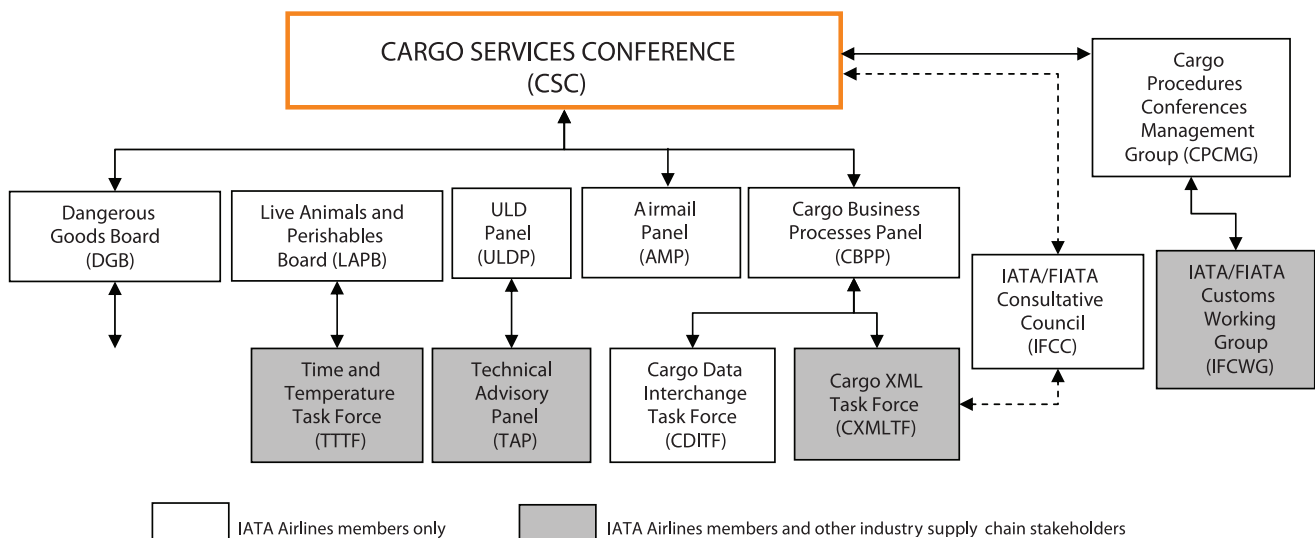 CARGO SERVICES CONFERENCE
(CSC)
Cargo
Procedures
Conferences
Management
Group (CPCMG)
Dangerous
Goods Board
(DGB)
Live Animals and
Perishables
Board (LAPB)
ULD
Panel
(ULDP)
Airmail
Panel
(AMP)
Cargo Business
Processes Panel
(CBPP)
IATA/FIATA
Consultative
Council
(IFCC)
IATA/FIATA
Customs
Working
Group
(IFCWG)
Time and
Temperature
Task Force
(TTTF)
Technical
Advisory
Panel
(TAP)
Cargo Data
Interchange
Task Force
(CDITF)
Cargo XML
Task Force
(CXMLTF)
IATA Airlines members only
IATA Airlines members and other industry supply chain stakeholders